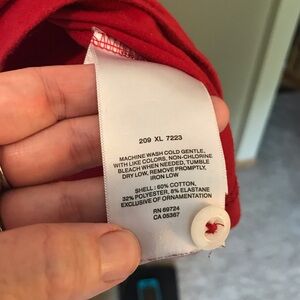 209 XL 7223
MACHINE WASH COLD GENTLE,
WITH LIKE COLORS, NON-CHLORINE
BLEACH WHEN NEEDED, TUMBLE
DRY LOW, REMOVE PROMPTLY,
IRON LOW
SHELL : 60% COTTON,
32% POLYESTER, 8% ELASTANE
EXCLUSIVE OF ORNAMENTATION
RN 69724
CA 05367